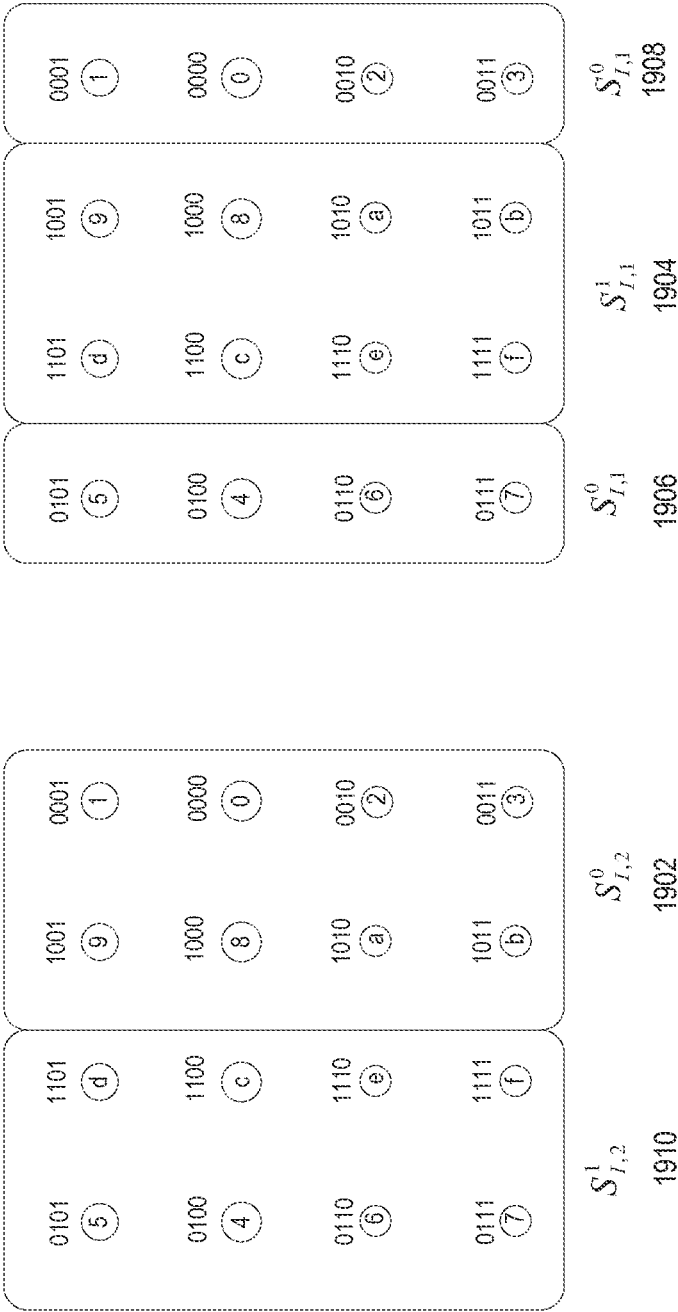 0101 1101 1001 0001 0101 1101 1001 0001
5 d 9 1 5 d 9 1
0100 1100 1000 0000 0100 1100 1000 0000
4 c 8 0 4 c 8 0
0110 1110 1010 0010 0110 1110 1010 0010
6 e a 2 6 e a 2
0111 1111 1011 0011 0111 1111 1011 0011
7 f b 3 7 f b 3
S^1_{I,2} S^0_{I,2} S^0_{I,1} S^1_{I,1} S^0_{I,1}
1910 1902 1906 1904 1908